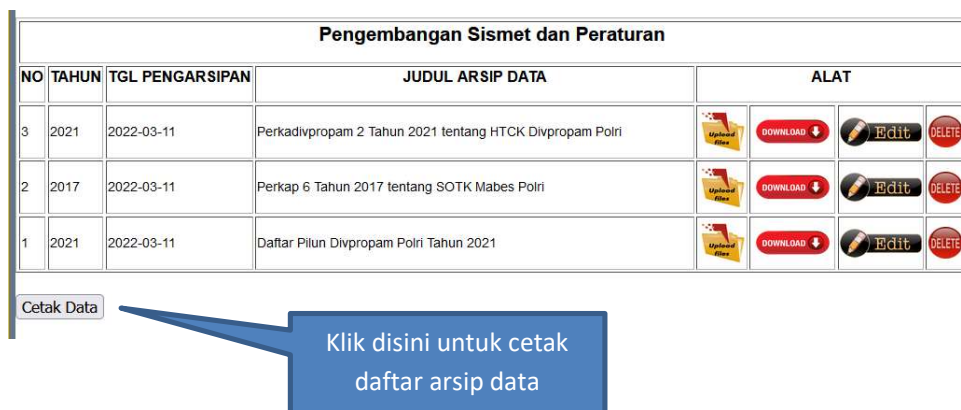 Pengembangan Sismet dan Peraturan
NO TAHUN TGL PENGARSIPAN JUDUL ARSIP DATA ALAT
3 2021 2022-03-11 Perkadivpropam 2 Tahun 2021 tentang HTCK Divpropam Polri Upload files DOWNLOAD Edit DELETE
2 2017 2022-03-11 Perkap 6 Tahun 2017 tentang SOTK Mabes Polri Upload files DOWNLOAD Edit DELETE
1 2021 2022-03-11 Daftar Pilun Divpropam Polri Tahun 2021 Upload files DOWNLOAD Edit DELETE
Cetak Data
Klik disini untuk cetak
daftar arsip data